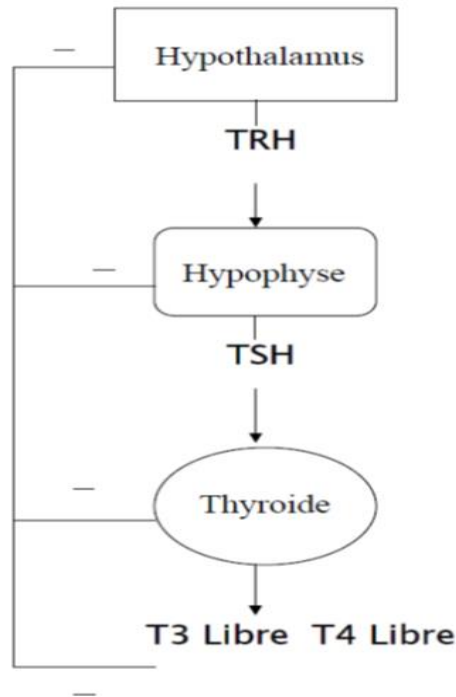 —
Hypothalamus
TRH
—
Hypophyse
TSH
—
Thyroide
T3 Libre T4 Libre
—